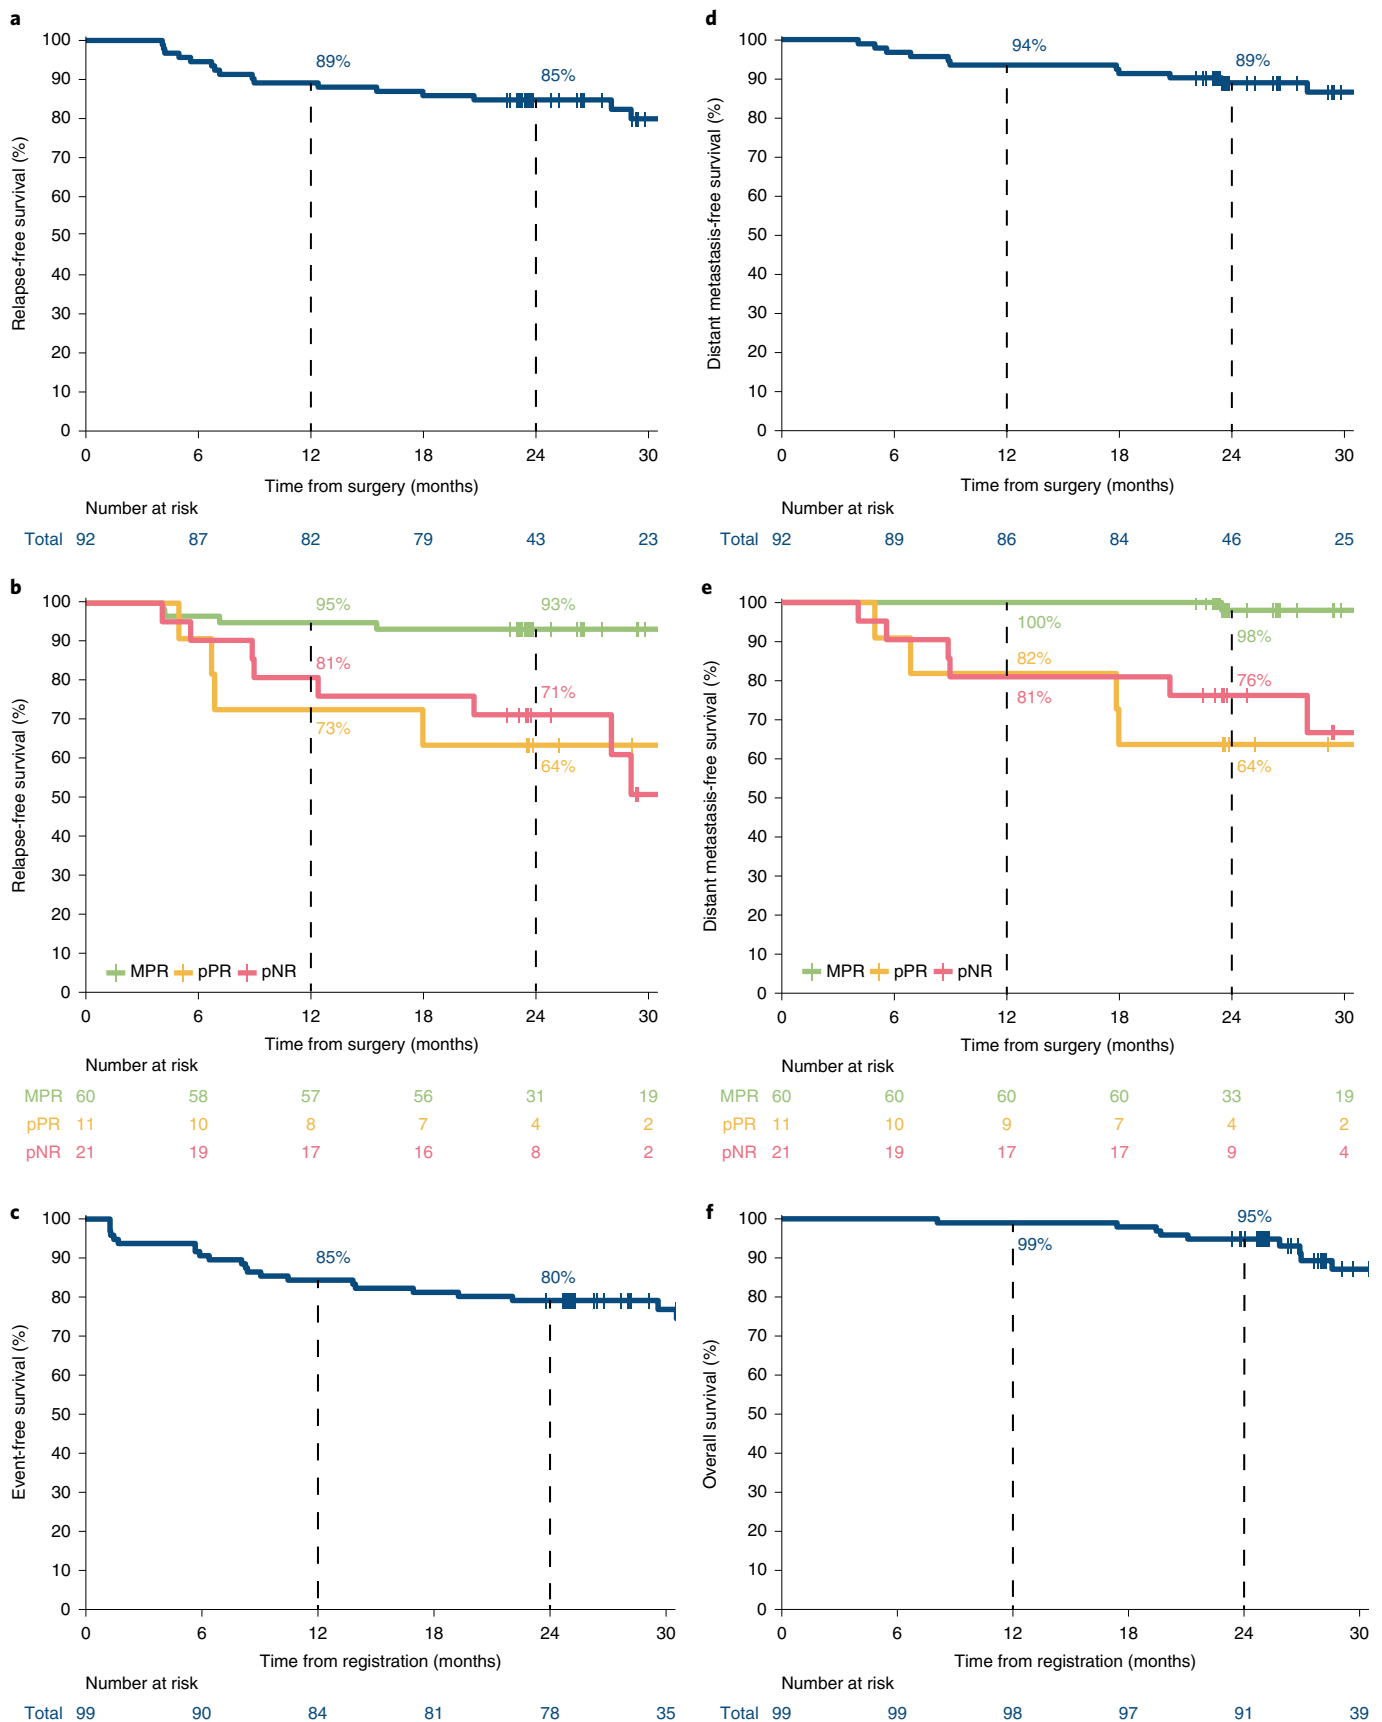 a
Relapse-free survival (%)
100
90
80
70
60
50
40
30
20
10
0
89%
85%
0 6 12 18 24 30
Time from surgery (months)
Number at risk
Total 92 87 82 79 43 23
d
Distant metastasis-free survival (%)
100
90
80
70
60
50
40
30
20
10
0
94%
89%
0 6 12 18 24 30
Time from surgery (months)
Number at risk
Total 92 89 86 84 46 25
b
Relapse-free survival (%)
100
90
80
70
60
50
40
30
20
10
0
95%
93%
81%
71%
73%
64%
MPR pPR pNR
0 6 12 18 24 30
Time from surgery (months)
Number at risk
MPR 60 58 57 56 31 19
pPR 11 10 8 7 4 2
pNR 21 19 17 16 8 2
e
Distant metastasis-free survival (%)
100
90
80
70
60
50
40
30
20
10
0
100%
98%
82%
76%
81%
64%
MPR pPR pNR
0 6 12 18 24 30
Time from surgery (months)
Number at risk
MPR 60 60 60 60 33 19
pPR 11 10 9 7 4 2
pNR 21 19 17 17 9 4
c
Event-free survival (%)
100
90
80
70
60
50
40
30
20
10
0
85%
80%
0 6 12 18 24 30
Time from registration (months)
Number at risk
Total 99 90 84 81 78 35
f
Overall survival (%)
100
90
80
70
60
50
40
30
20
10
0
99%
95%
0 6 12 18 24 30
Time from registration (months)
Number at risk
Total 99 99 98 97 91 39